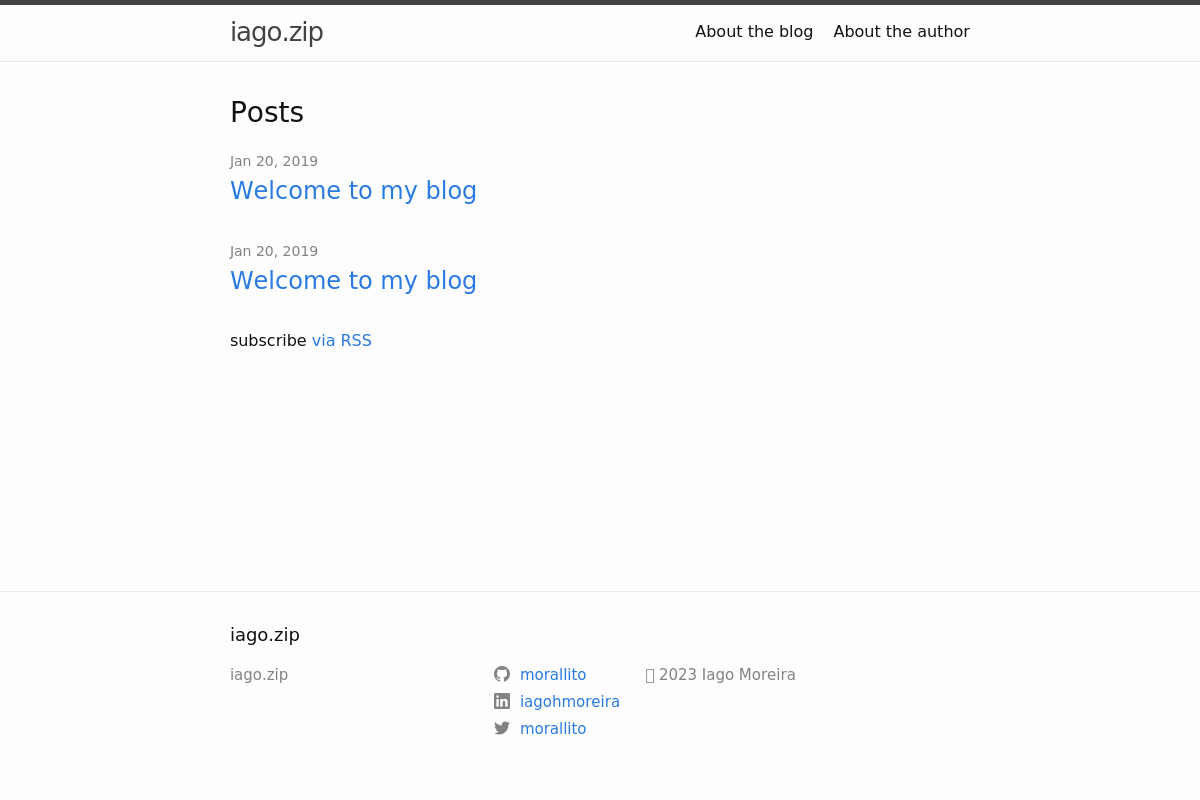 iago.zip
About the blog About the author
Posts
Jan 20, 2019
Welcome to my blog
Jan 20, 2019
Welcome to my blog
subscribe via RSS
iago.zip
iago.zip
morallito
iagohmoreira
morallito
2023 Iago Moreira